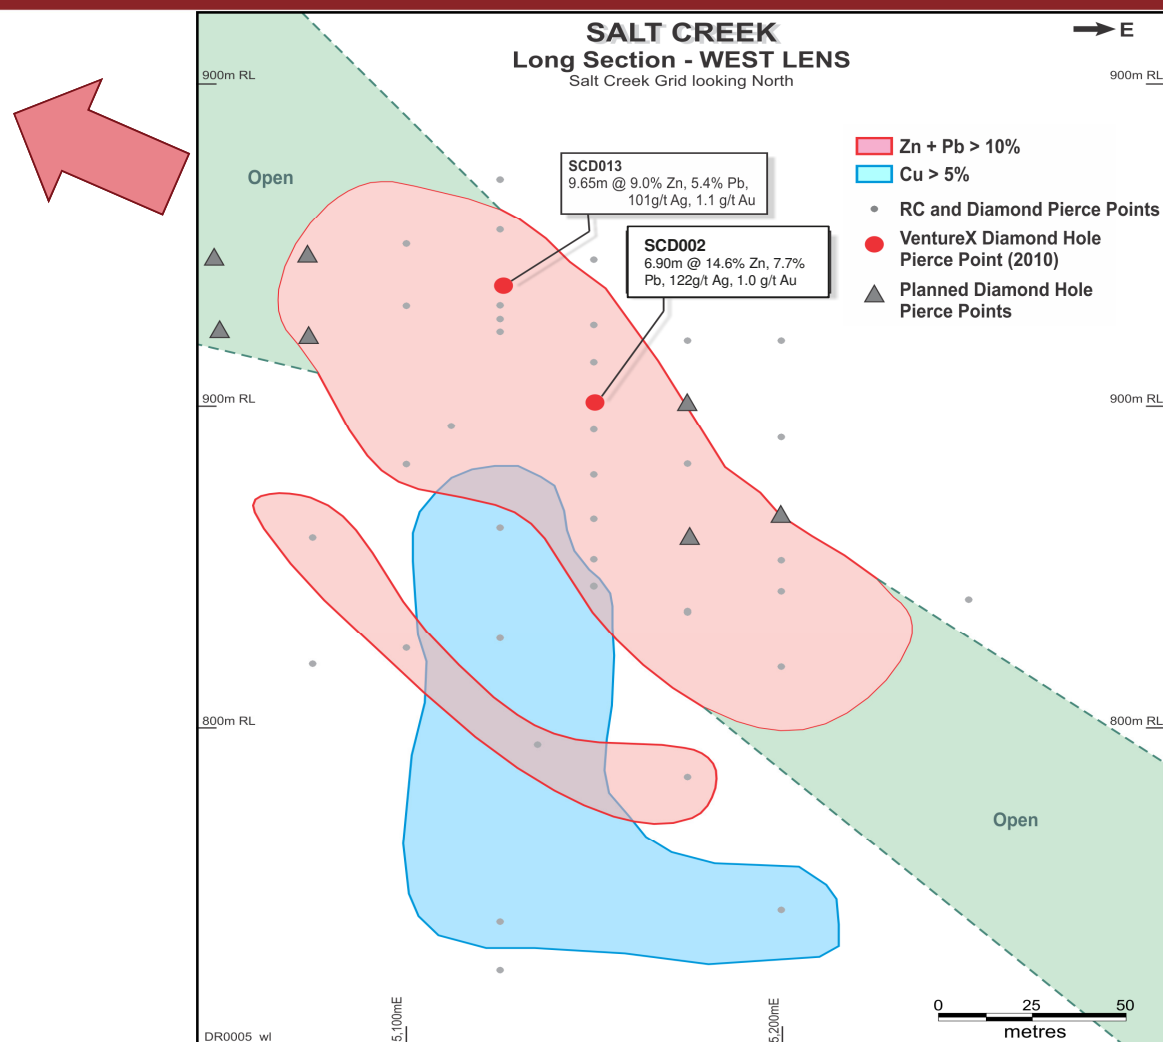 SALT CREEK
Long Section - WEST LENS
Salt Creek Grid looking North
E
900m RL
900m RL
Open
SCD013
9.65m @ 9.0% Zn, 5.4% Pb,
101g/t Ag, 1.1 g/t Au
SCD002
6.90m @ 14.6% Zn, 7.7%
Pb, 122g/t Ag, 1.0 g/t Au
Zn + Pb > 10%
Cu > 5%
RC and Diamond Pierce Points
VentureX Diamond Hole
Pierce Point (2010)
Planned Diamond Hole
Pierce Points
900m RL
900m RL
800m RL
800m RL
Open
5,100mE
5,200mE
0 25 50
metres
DR0005_wl